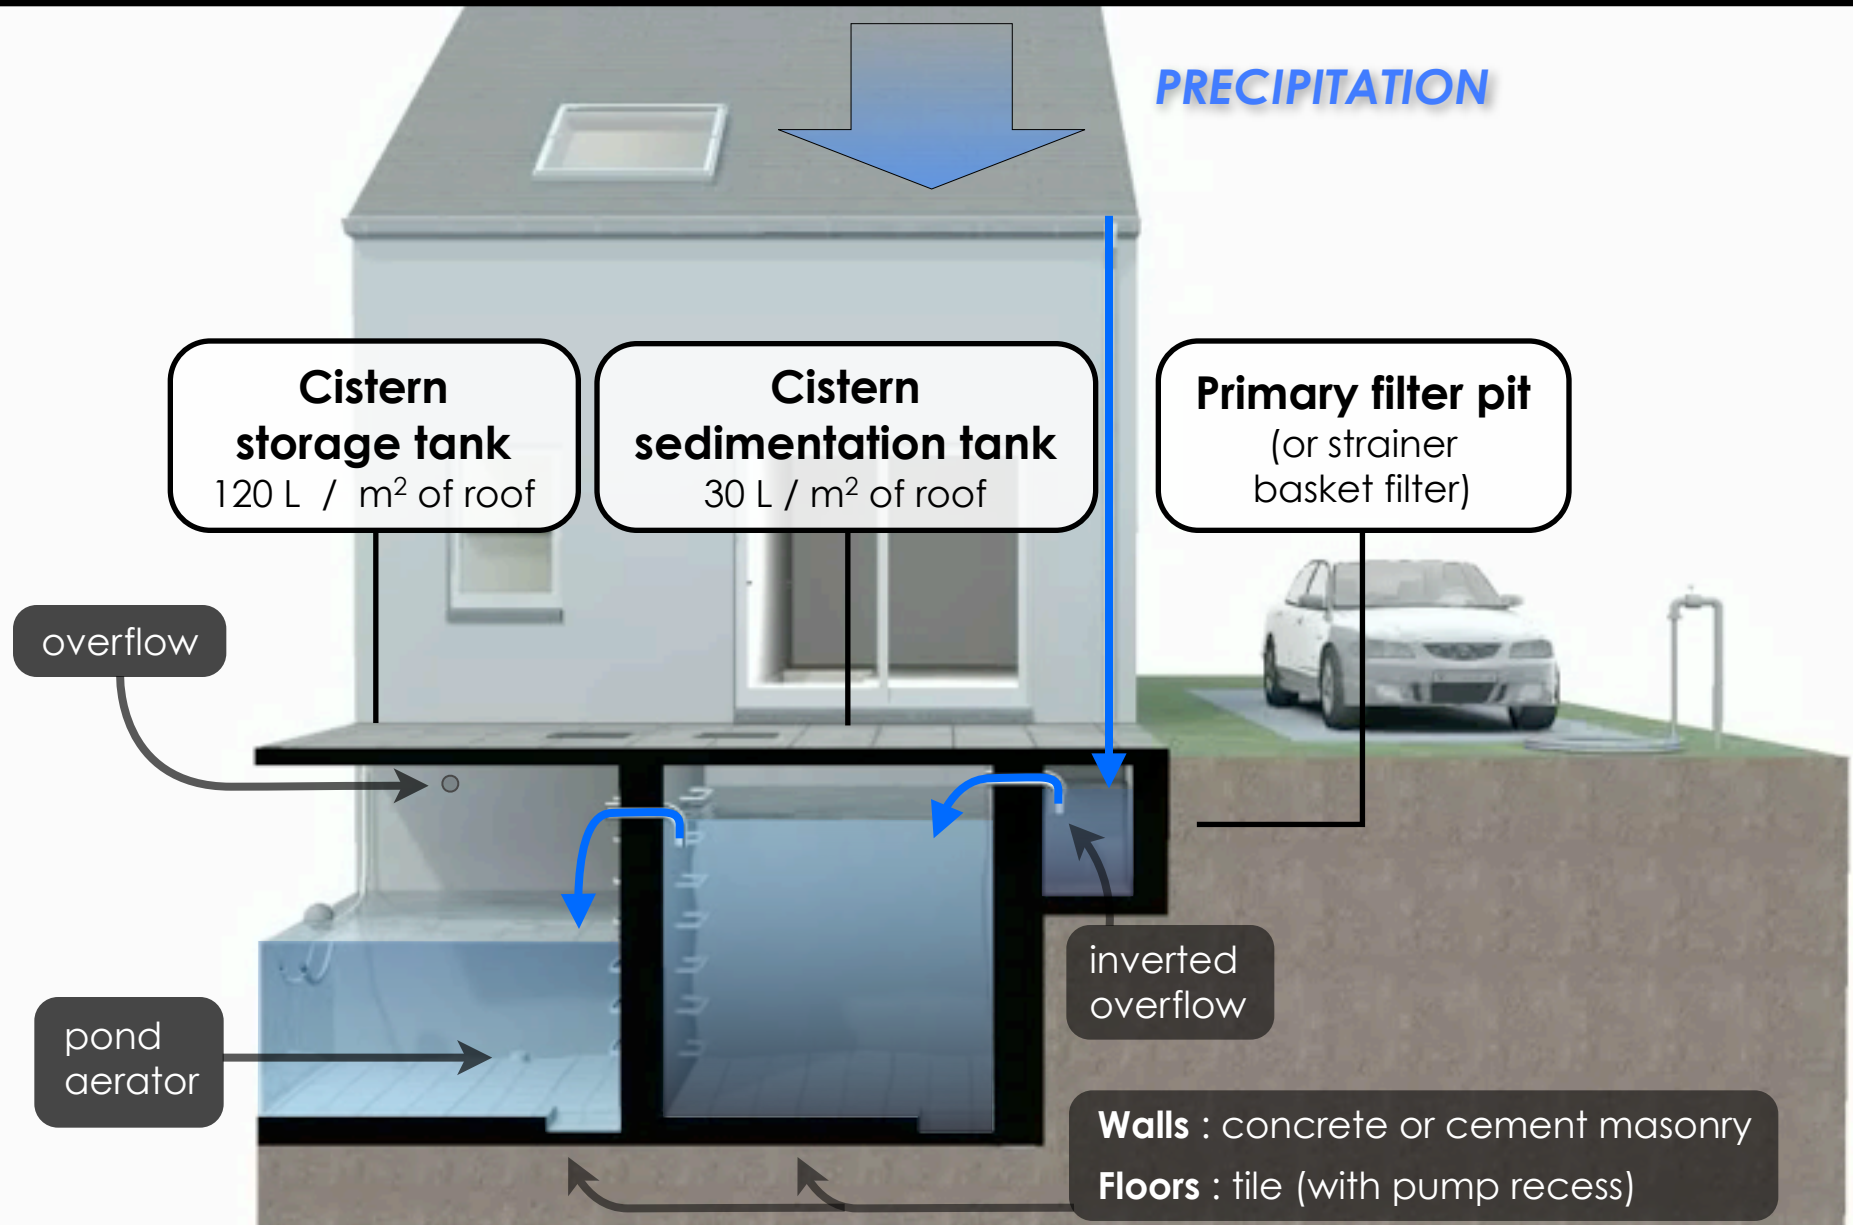 PRECIPITATION
Cistern
storage tank
120 L / m² of roof
Cistern
sedimentation tank
30 L / m² of roof
Primary filter pit
(or strainer
basket filter)
overflow
pond
aerator
inverted
overflow
Walls : concrete or cement masonry
Floors : tile (with pump recess)